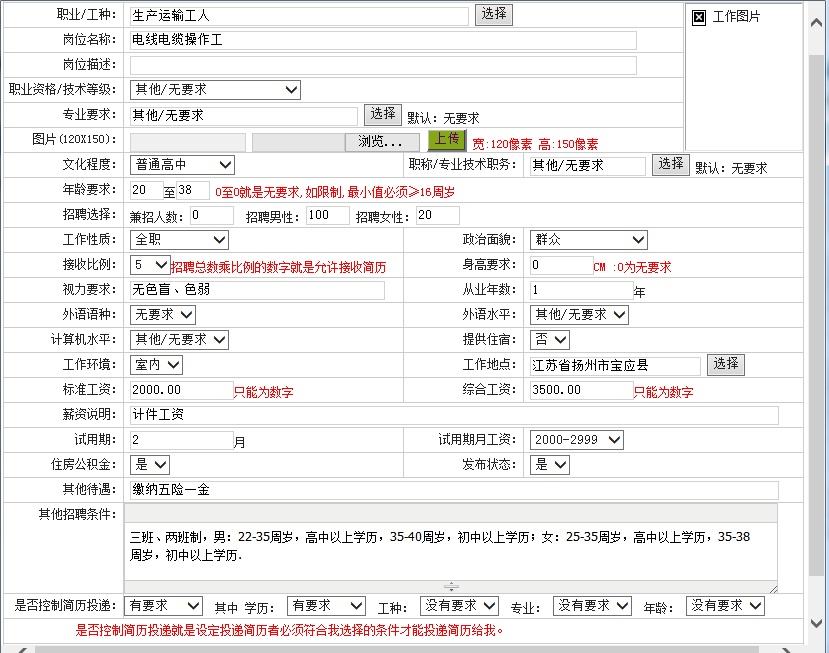 职业/工种： 生产运输工人 选择 工作图片
岗位名称： 电线电缆操作工
岗位描述：
职业资格/技术等级： 其他/无要求
专业要求： 其他/无要求 选择 默认：无要求
图片(120X150)： 浏览... 上传 宽:120像素 高:150像素
文化程度： 普通高中 职称/专业技术职务： 其他/无要求 选择 默认：无要求
年龄要求： 20 至 38 0至0就是无要求,如限制,最小值必须≥16周岁
招聘选择： 兼招人数： 0 招聘男性： 100 招聘女性： 20
工作性质： 全职 政治面貌： 群众
接收比例： 5 招聘总数乘比例的数字就是允许接收简历 身高要求： 0 CM :0为无要求
视力要求： 无色盲、色弱 从业年数： 1 年
外语语种： 无要求 外语水平： 其他/无要求
计算机水平： 其他/无要求 提供住宿： 否
工作环境： 室内 工作地点： 江苏省扬州市宝应县 选择
标准工资： 2000.00 只能为数字 综合工资： 3500.00 只能为数字
薪资说明： 计件工资
试用期： 2 月 试用期月工资： 2000-2999
住房公积金： 是 发布状态： 是
其他待遇： 缴纳五险一金
其他招聘条件：
三班、两班制，男：22-35周岁，高中以上学历，35-40周岁，初中以上学历；女：25-35周岁，高中以上学历，35-38
周岁，初中以上学历.
是否控制简历投递： 有要求 其中 学历： 有要求 工种： 没有要求 专业： 没有要求 年龄： 没有要求
是否控制简历投递就是设定投递简历者必须符合我选择的条件才能投递简历给我。